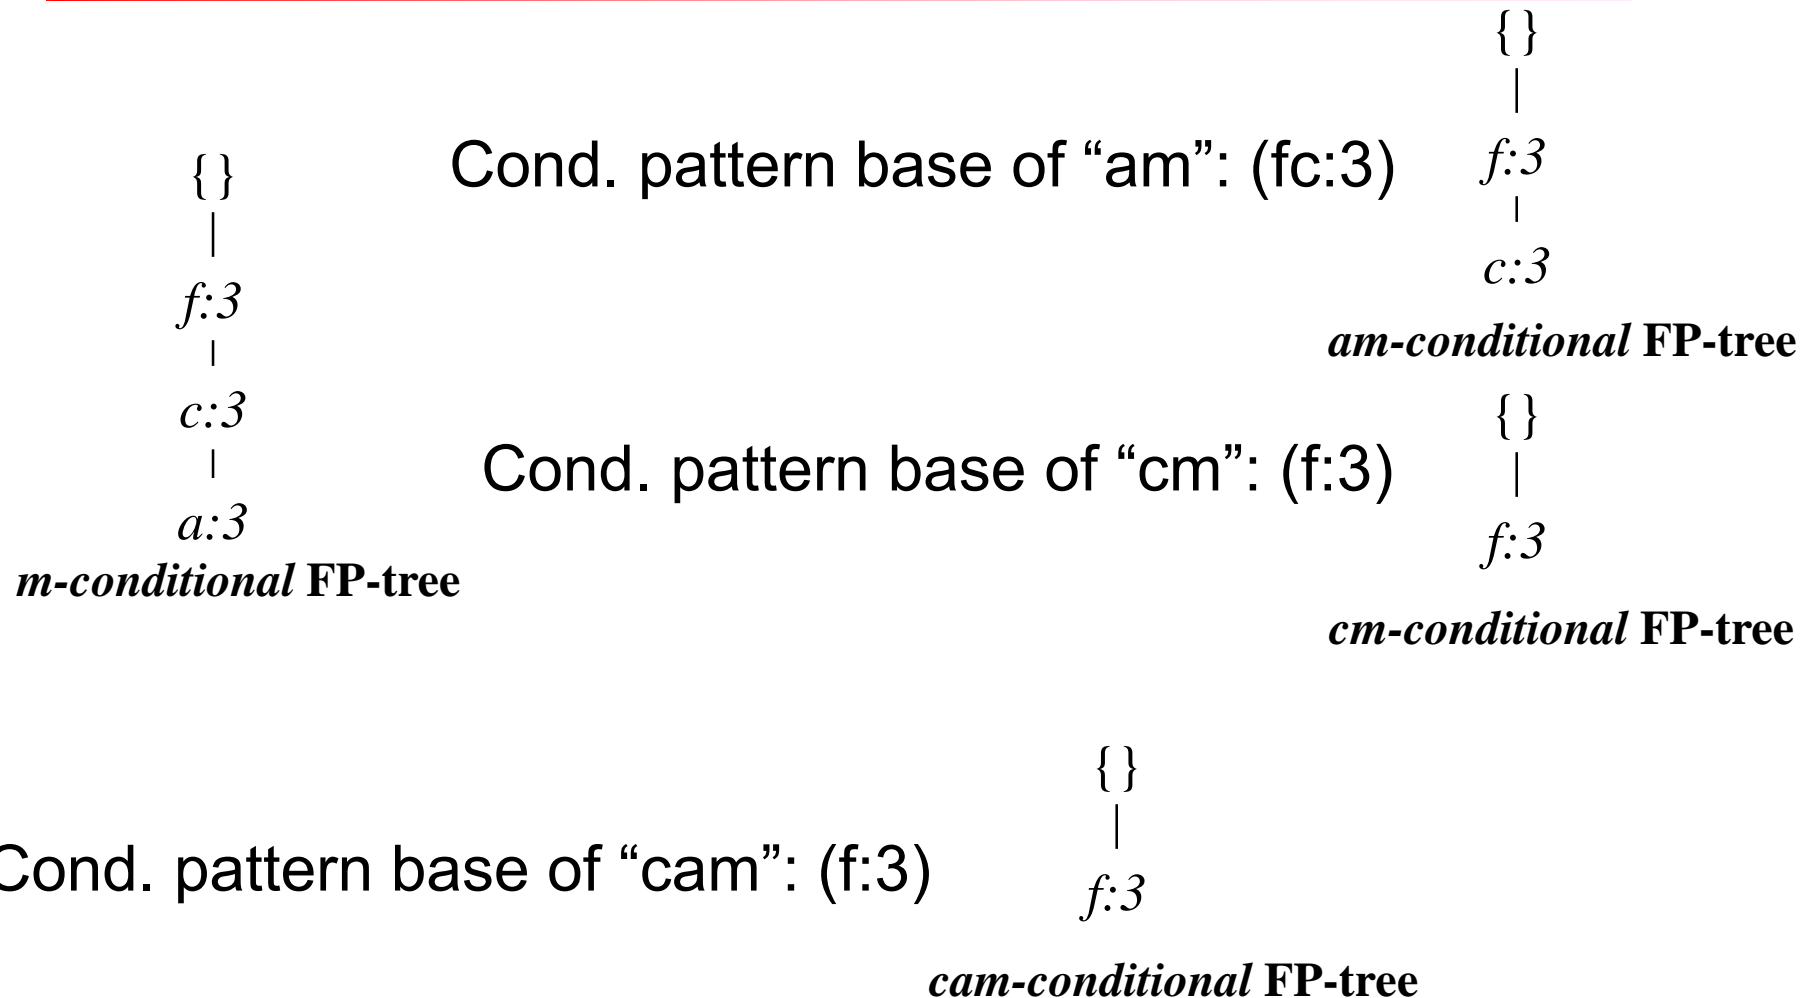 {}
f:3
c:3
a:3
m-conditional FP-tree
Cond. pattern base of “am”: (fc:3)
{}
f:3
c:3
am-conditional FP-tree
Cond. pattern base of “cm”: (f:3)
{}
f:3
cm-conditional FP-tree
Cond. pattern base of “cam”: (f:3)
{}
f:3
cam-conditional FP-tree